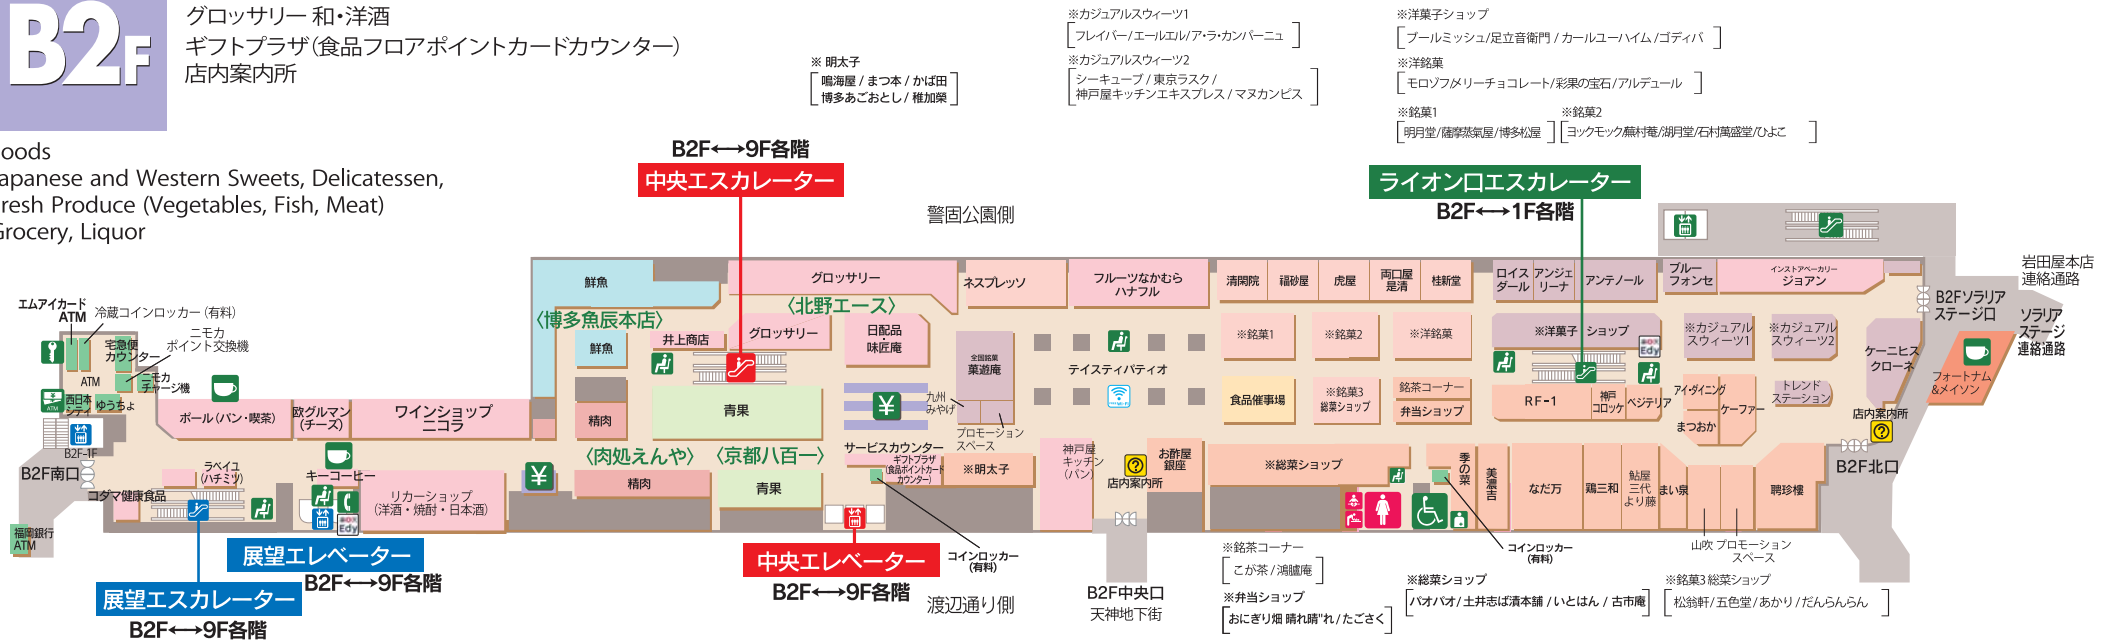 B2F
グロッサリー 和・洋酒
ギフトプラザ(食品フロアポイントカードカウンター)
店内案内所
oods
apanese and Western Sweets, Delicatessen,
resh Produce (Vegetables, Fish, Meat)
Grocery, Liquor
※ 明太子
鳴海屋 / まつ本 / かば田
博多あごおとし / 稚加榮
※カジュアルスウィーツ1
フレイバー/エールエル/ア・ラ・カンパーニュ
※カジュアルスウィーツ2
シーキューブ / 東京ラスク /
神戸屋キッチンエキスプレス / マヌカンピス
※洋菓子ショップ
ブールミッシュ/足立音衛門 / カールユーハイム /ゴディバ
※洋銘菓
モロゾフ/メリーチョコレート/彩果の宝石/アルデュール
※銘菓1
明月堂/薩摩蒸氣屋/博多松屋
※銘菓2
ヨックモック/蕪村菴/湖月堂/石村萬盛堂/ひよこ
B2F⟷9F各階
中央エスカレーター
警固公園側
ライオン口エスカレーター
B2F⟷1F各階
岩田屋本店
連絡通路
B2Fソラリア
ステージ口
ソラリア
ステージ
連絡通路
エムアイカード
ATM
冷蔵コインロッカー(有料)
ニモカ
ポイント交換機
宅急便
カウンター
ATM
ニモカ
チャージ機
西日本
シティ
ゆうちょ
ATM
B2F-1F
B2F南口
福岡銀行
ATM
ポール(パン・喫茶)
欧グルマン
(チーズ)
ワインショップ
ニコラ
ラベイユ
(ハチミツ)
コダマ健康食品
キーコーヒー
Edy
リカーショップ
(洋酒・焼酎・日本酒)
鮮魚
〈博多魚辰本店〉
鮮魚
井上商店
グロッサリー
〈北野エース〉
グロッサリー
日配品
・
味匠庵
精肉
青果
〈肉処えんや〉
〈京都八百一〉
精肉
青果
¥
¥
サービスカウンター
ギフトプラザ
(食品ポイントカード
カウンター)
※明太子
ネスプレッソ
全国銘菓
菓遊庵
九州
みやげ
プロモーション
スペース
フルーツなかむら
ハナフル
テイスティパティオ
神戸屋
キッチン
(パン)
店内案内所
お酢屋
銀座
清閑院
福砂屋
虎屋
両口屋
是清
桂新堂
※銘菓1
※銘菓2
※洋銘菓
食品催事場
※銘菓3
総菜ショップ
銘茶コーナー
弁当ショップ
※総菜ショップ
ロイズ
ダール
アンジェ
リーナ
アンテノール
ブルー
フォンセ
インストアベーカリー
ジョアン
※洋菓子 ショップ
Edy
※カジュアル
スウィーツ1
※カジュアル
スウィーツ2
ケーニヒス
クローネ
フォートナム
&メイソン
RF-1
神戸
コロッケ
ベジテリア
アイ・ダイニング
ケーファー
まつおか
トレンド
ステーション
店内案内所
B2F北口
季の菜
美濃吉
なだ万
鶏三和
鮎屋
三代
より藤
まい泉
聘珍樓
山吹
プロモーション
スペース
コインロッカー
(有料)
コインロッカー
(有料)
展望エレベーター
B2F⟷9F各階
展望エスカレーター
B2F⟷9F各階
中央エレベーター
B2F⟷9F各階
渡辺通り側
B2F中央口
天神地下街
※銘茶コーナー
こが茶 / 鴻臚庵
※弁当ショップ
おにぎり畑 晴れ晴"れ / たごさく
※総菜ショップ
パオパオ / 土井志ば漬本舗 / いとはん / 古市庵
※銘菓3 総菜ショップ
松翁軒/五色堂/あかり/だんらんらん